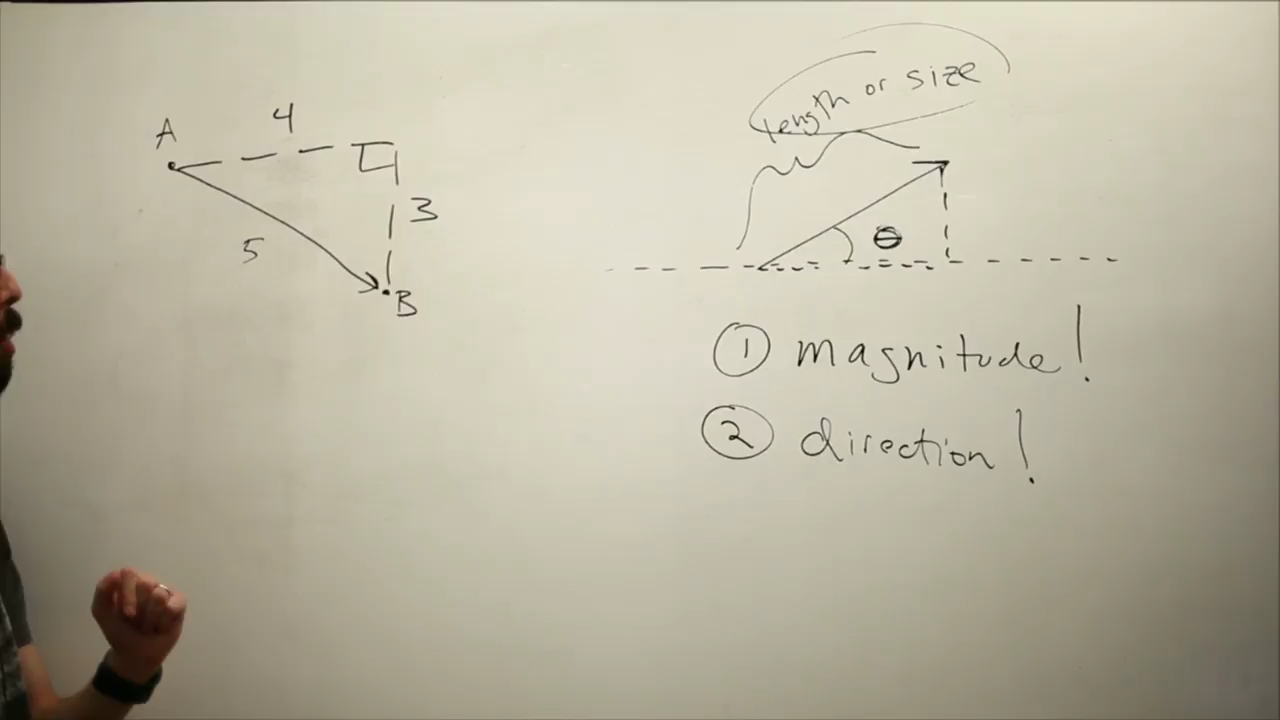 A
4
3
5
B
length or size
θ
① magnitude!
② direction!